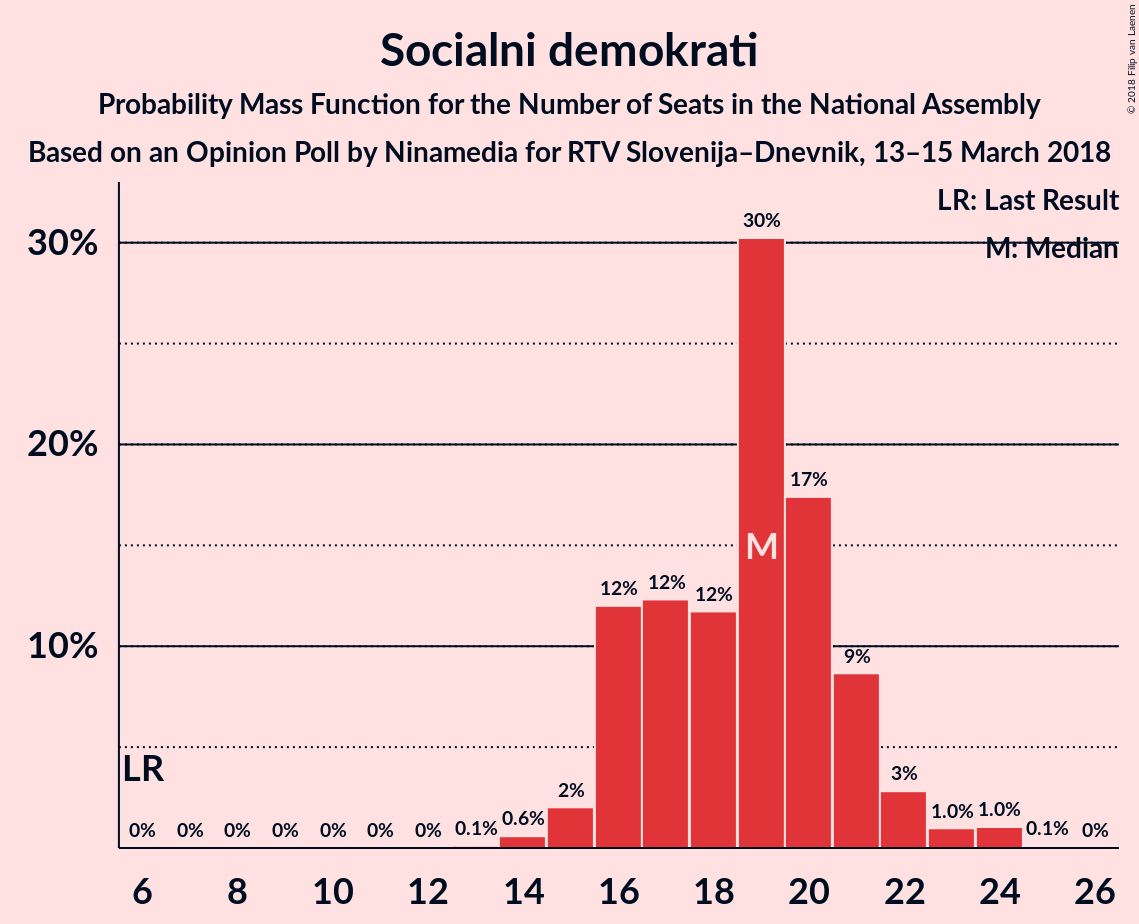 Socialni demokrati
Probability Mass Function for the Number of Seats in the National Assembly
Based on an Opinion Poll by Ninamedia for RTV Slovenija–Dnevnik, 13–15 March 2018
© 2018 Filip van Laenen
LR: Last Result
M: Median
30%
20%
10%
LR
M
0% 0% 0% 0% 0% 0% 0% 0.1% 0.6% 2% 12% 12% 12% 30% 17% 9% 3% 1.0% 1.0% 0.1% 0%
6 8 10 12 14 16 18 20 22 24 26